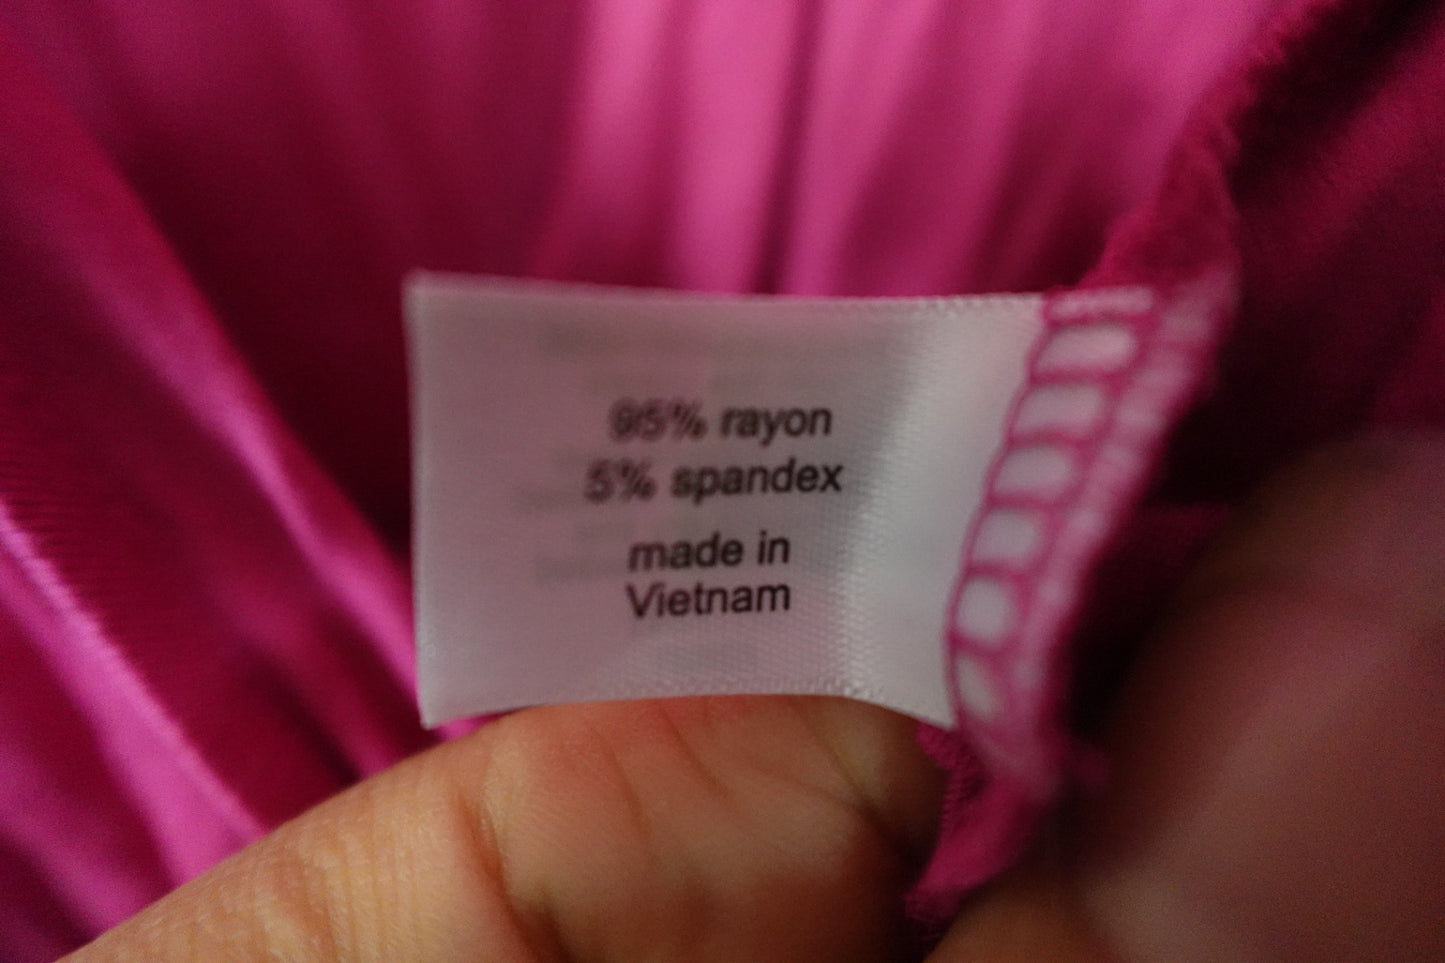 95% rayon
5% spandex
made in
Vietnam